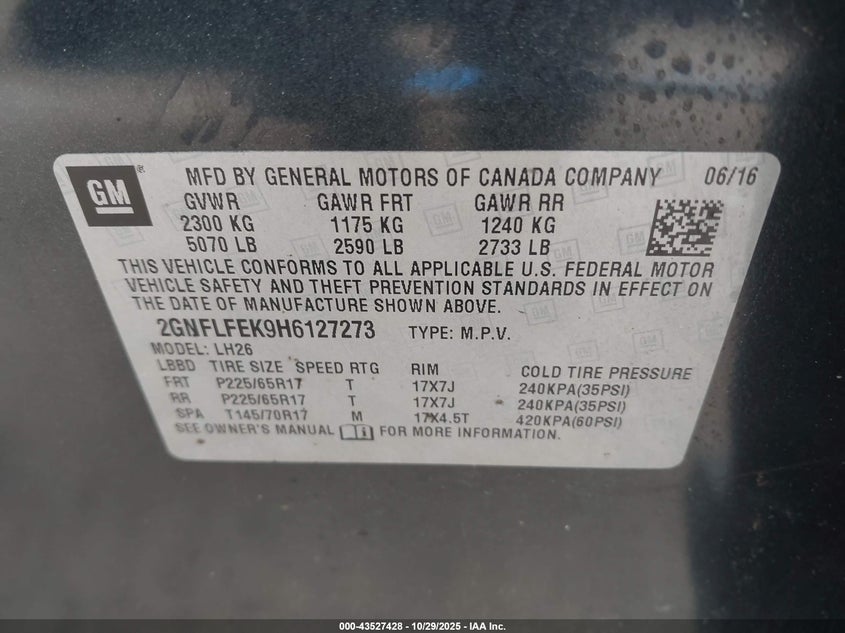 GM ® MFD BY GENERAL MOTORS OF CANADA COMPANY 06/16
GVWR GAWR FRT GAWR RR
2300 KG 1175 KG 1240 KG
5070 LB 2590 LB 2733 LB
THIS VEHICLE CONFORMS TO ALL APPLICABLE U.S. FEDERAL MOTOR
VEHICLE SAFETY AND THEFT PREVENTION STANDARDS IN EFFECT ON
THE DATE OF MANUFACTURE SHOWN ABOVE.
2GNFLFEK9H6127273 TYPE: M.P.V.
MODEL: LH26
LBBD TIRE SIZE SPEED RTG RIM COLD TIRE PRESSURE
FRT P225/65R17 T 17X7J 240KPA(35PSI)
RR P225/65R17 T 17X7J 240KPA(35PSI)
SPA T145/70R17 M 17X4.5T 420KPA(60PSI)
SEE OWNER'S MANUAL FOR MORE INFORMATION.
000-43527428 - 10/29/2025 - IAA Inc.